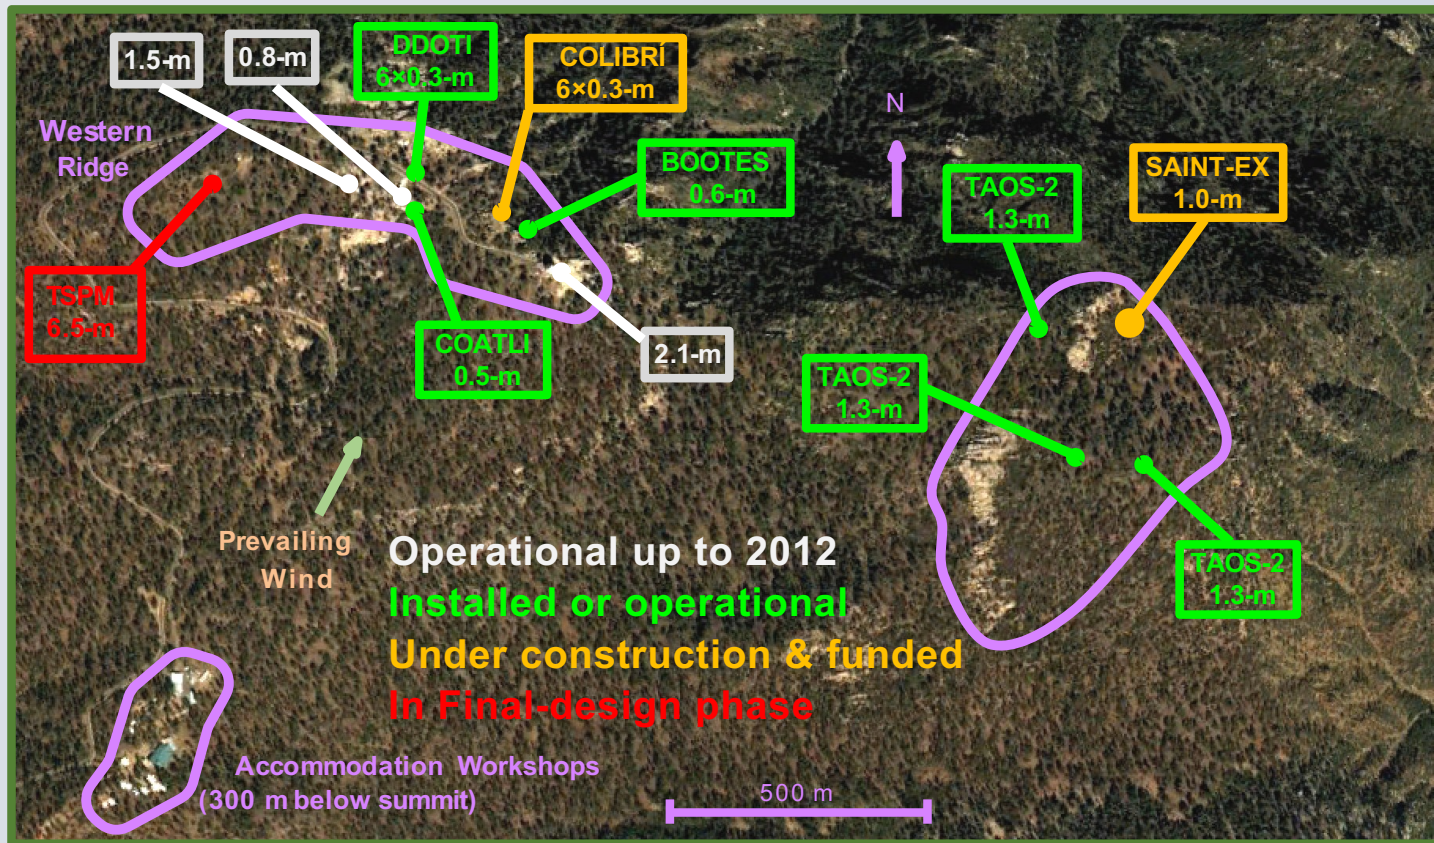 1.5-m
0.8-m
DDOTI
6×0.3-m
COLIBRÍ
6×0.3-m
Western
Ridge
N
BOOTES
0.6-m
TAOS-2
1.3-m
SAINT-EX
1.0-m
TSPM
6.5-m
COATLI
0.5-m
2.1-m
TAOS-2
1.3-m
Prevailing
Wind
Operational up to 2012
Installed or operational
Under construction & funded
In Final-design phase
TAOS-2
1.3-m
Accommodation Workshops
(300 m below summit)
500 m